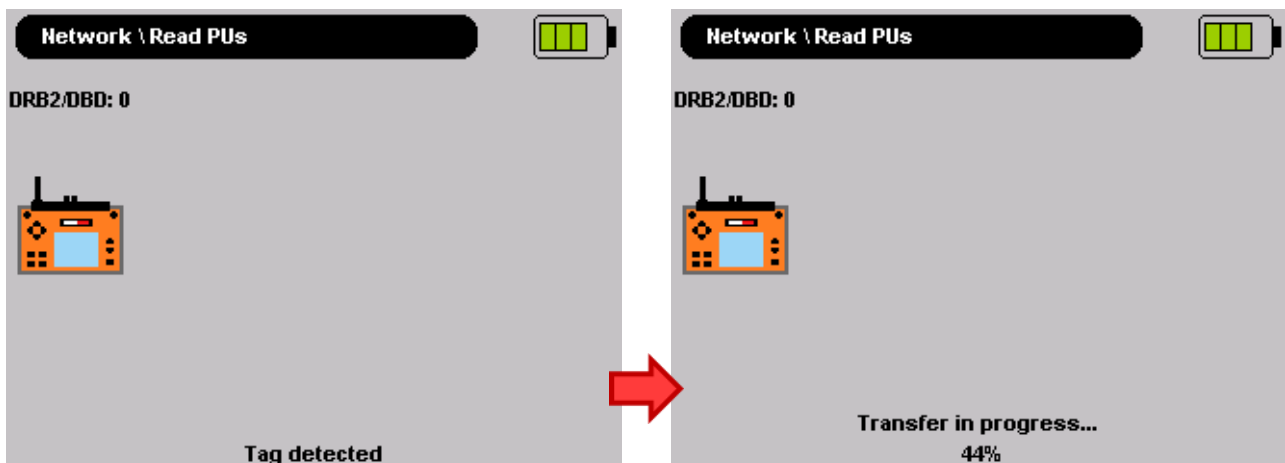 Network \ Read PUs
DRB2/DBD: 0
Tag detected
Network \ Read PUs
DRB2/DBD: 0
Transfer in progress...
44%